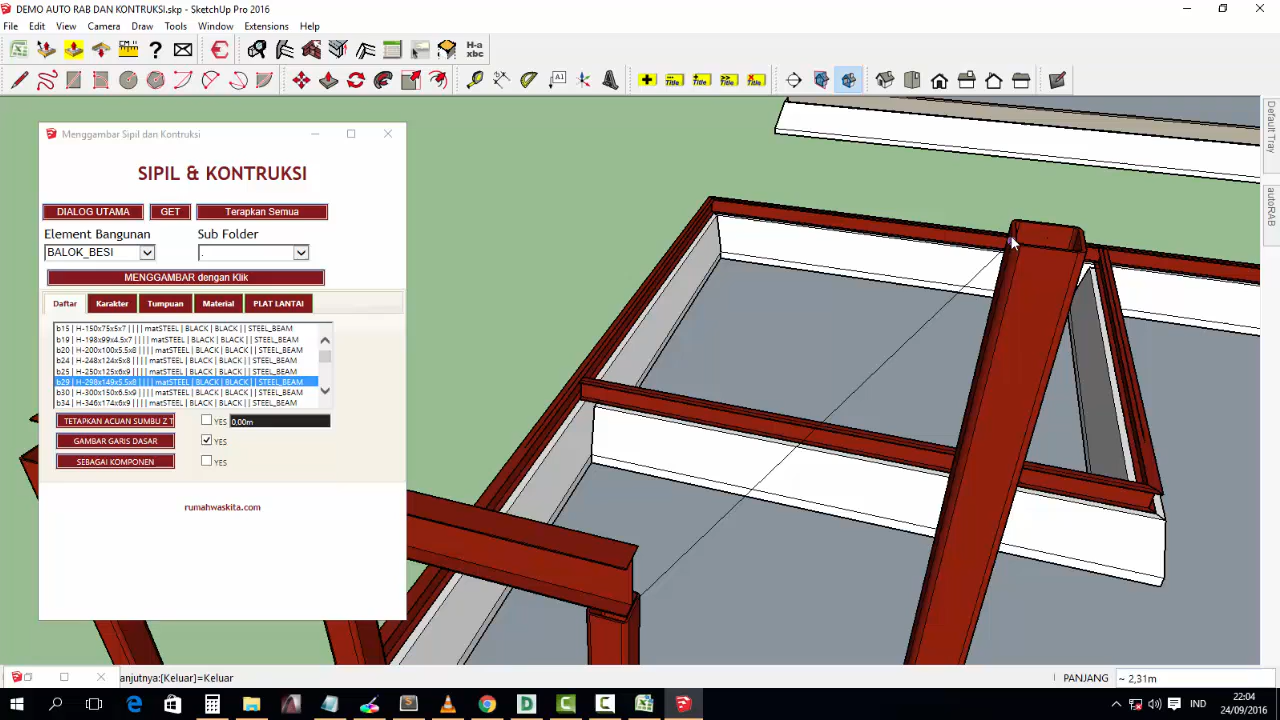 DEMO AUTO RAB DAN KONTRUKSI.skp - SketchUp Pro 2016
File Edit View Camera Draw Tools Window Extensions Help
H-a
xbc
A1
Title Title Title Title
Menggambar Sipil dan Kontruksi
SIPIL & KONTRUKSI
DIALOG UTAMA GET Terapkan Semua
Element Bangunan Sub Folder
BALOK_BESI .
MENGGAMBAR dengan Klik
Daftar Karakter Tumpuan Material PLAT LANTAI
b15 | H-150x75x5x7 | | | | matSTEEL | BLACK | BLACK | | STEEL_BEAM
b19 | H-198x99x4.5x7 | | | | matSTEEL | BLACK | BLACK | | STEEL_BEAM
b20 | H-200x100x5.5x8 | | | | matSTEEL | BLACK | BLACK | | STEEL_BEAM
b24 | H-248x124x5x8 | | | | matSTEEL | BLACK | BLACK | | STEEL_BEAM
b25 | H-250x125x6x9 | | | | matSTEEL | BLACK | BLACK | | STEEL_BEAM
b29 | H-298x149x5.5x8 | | | | matSTEEL | BLACK | BLACK | | STEEL_BEAM
b30 | H-300x150x6.5x9 | | | | matSTEEL | BLACK | BLACK | | STEEL_BEAM
b34 | H-346x174x6x9 | | | | matSTEEL | BLACK | BLACK | | STEEL_BEAM
TETAPKAN ACUAN SUMBU Z T YES 0,00m
GAMBAR GARIS DASAR YES
SEBAGAI KOMPONEN YES
rumahwaskita.com
Default Tray
autoRAB
anjutnya:[Keluar]=Keluar
PANJANG ~ 2,31m
IND
22:04
24/09/2016